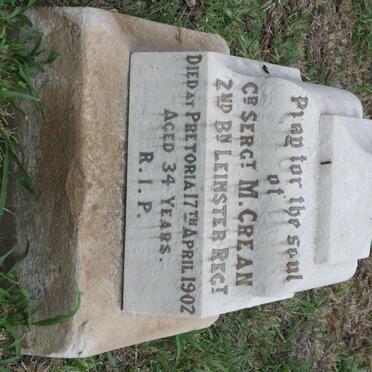 Pray for the soul
of
Cᴿ SERGᵀ. M. CREAN
2ᴺᴰ Bᴺ LEINSTER REGᵀ
DIED AT PRETORIA 17ᵀᴴ APRIL 1902
AGED 34 YEARS.
R.I.P.